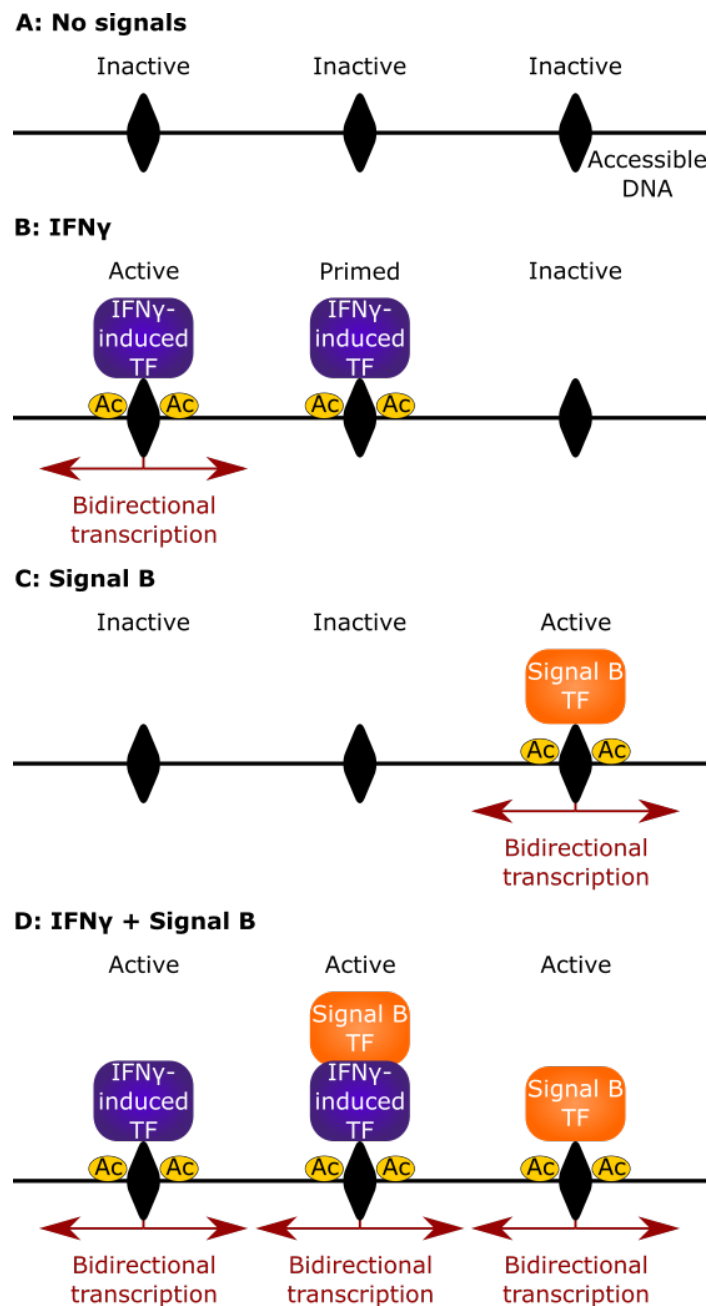 A: No signals
Inactive
Inactive
Inactive
Accessible
DNA
B: IFNγ
Active
Primed
Inactive
IFNγ-
induced
TF
IFNγ-
induced
TF
Ac
Ac
Ac
Ac
Bidirectional
transcription
C: Signal B
Inactive
Inactive
Active
Signal B
TF
Ac
Ac
Bidirectional
transcription
D: IFNγ + Signal B
Active
Active
Active
IFNγ-
induced
TF
Signal B
TF
IFNγ-
induced
TF
Signal B
TF
Ac
Ac
Ac
Ac
Ac
Ac
Bidirectional
transcription
Bidirectional
transcription
Bidirectional
transcription